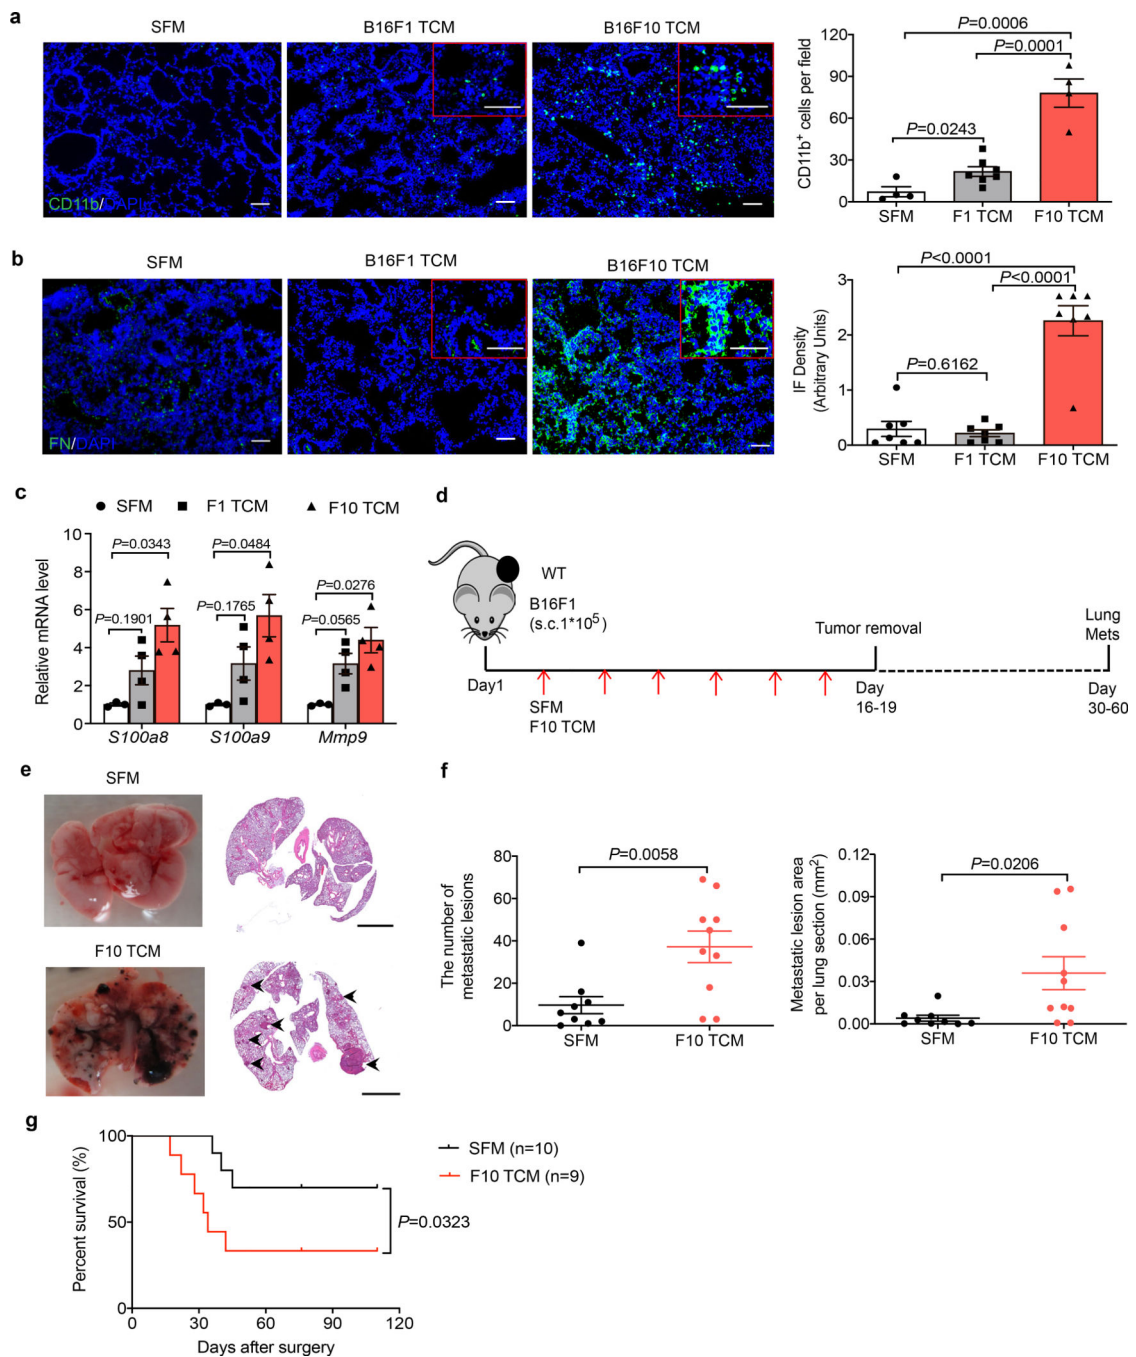 a
SFM
B16F1 TCM
B16F10 TCM
CD11b/DAPI
CD11b+ cells per field
120
90
60
30
0
P=0.0006
P=0.0001
P=0.0243
SFM
F1 TCM
F10 TCM
b
SFM
B16F1 TCM
B16F10 TCM
FN/DAPI
IF Density
(Arbitrary Units)
3
2
1
0
P<0.0001
P<0.0001
P=0.6162
SFM
F1 TCM
F10 TCM
c
SFM
F1 TCM
F10 TCM
Relative mRNA level
10
8
6
4
2
0
P=0.0343
P=0.1901
P=0.0484
P=0.1765
P=0.0276
P=0.0565
S100a8
S100a9
Mmp9
d
WT
B16F1
(s.c.1*10⁵)
Tumor removal
Lung
Mets
Day1
SFM
F10 TCM
Day
16-19
Day
30-60
e
SFM
F10 TCM
f
The number of
metastatic lesions
80
60
40
20
0
P=0.0058
SFM
F10 TCM
Metastatic lesion area
per lung section (mm²)
0.12
0.09
0.06
0.03
0.00
P=0.0206
SFM
F10 TCM
g
Percent survival (%)
100
50
0
0
30
60
90
120
Days after surgery
SFM (n=10)
F10 TCM (n=9)
P=0.0323